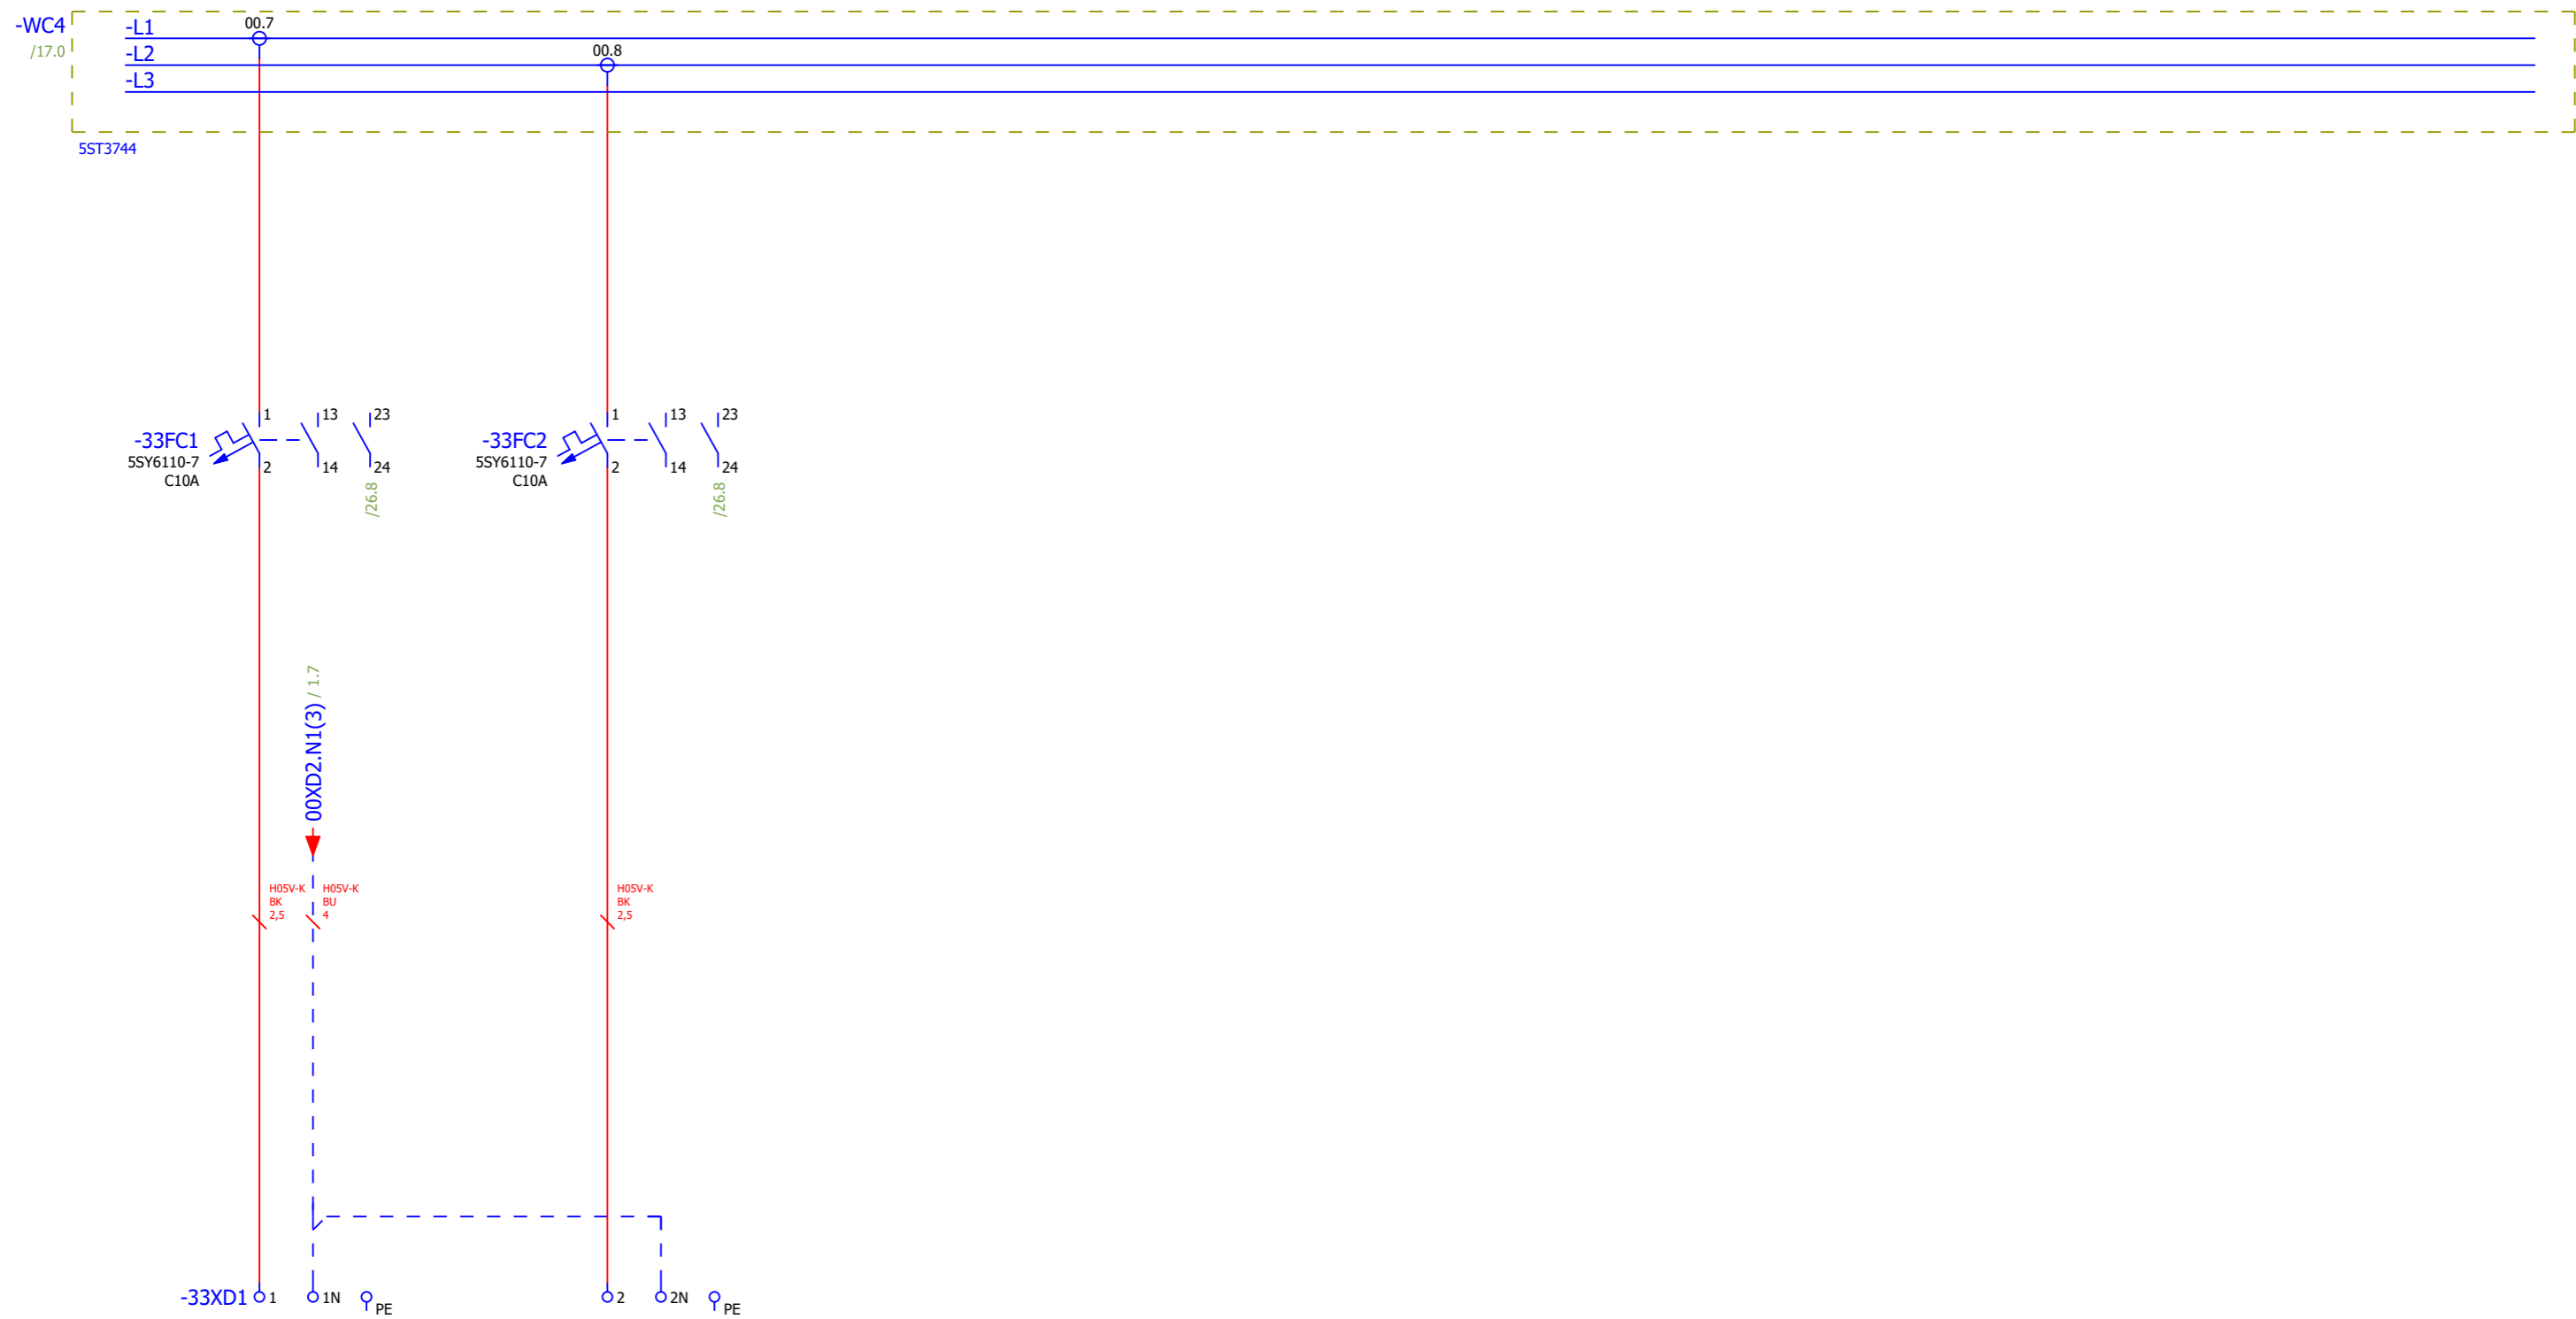 -WC4
/17.0
-L1
-L2
-L3
00.7
00.8
5ST3744
-33FC1
5SY6110-7
C10A
1
2
13
14
23
24
/26.8
-33FC2
5SY6110-7
C10A
1
2
13
14
23
24
/26.8
00XD2.N1(3) / 1.7
H05V-K
BK
2,5
H05V-K
BU
4
H05V-K
BK
2,5
-33XD1
1
1N
PE
2
2N
PE